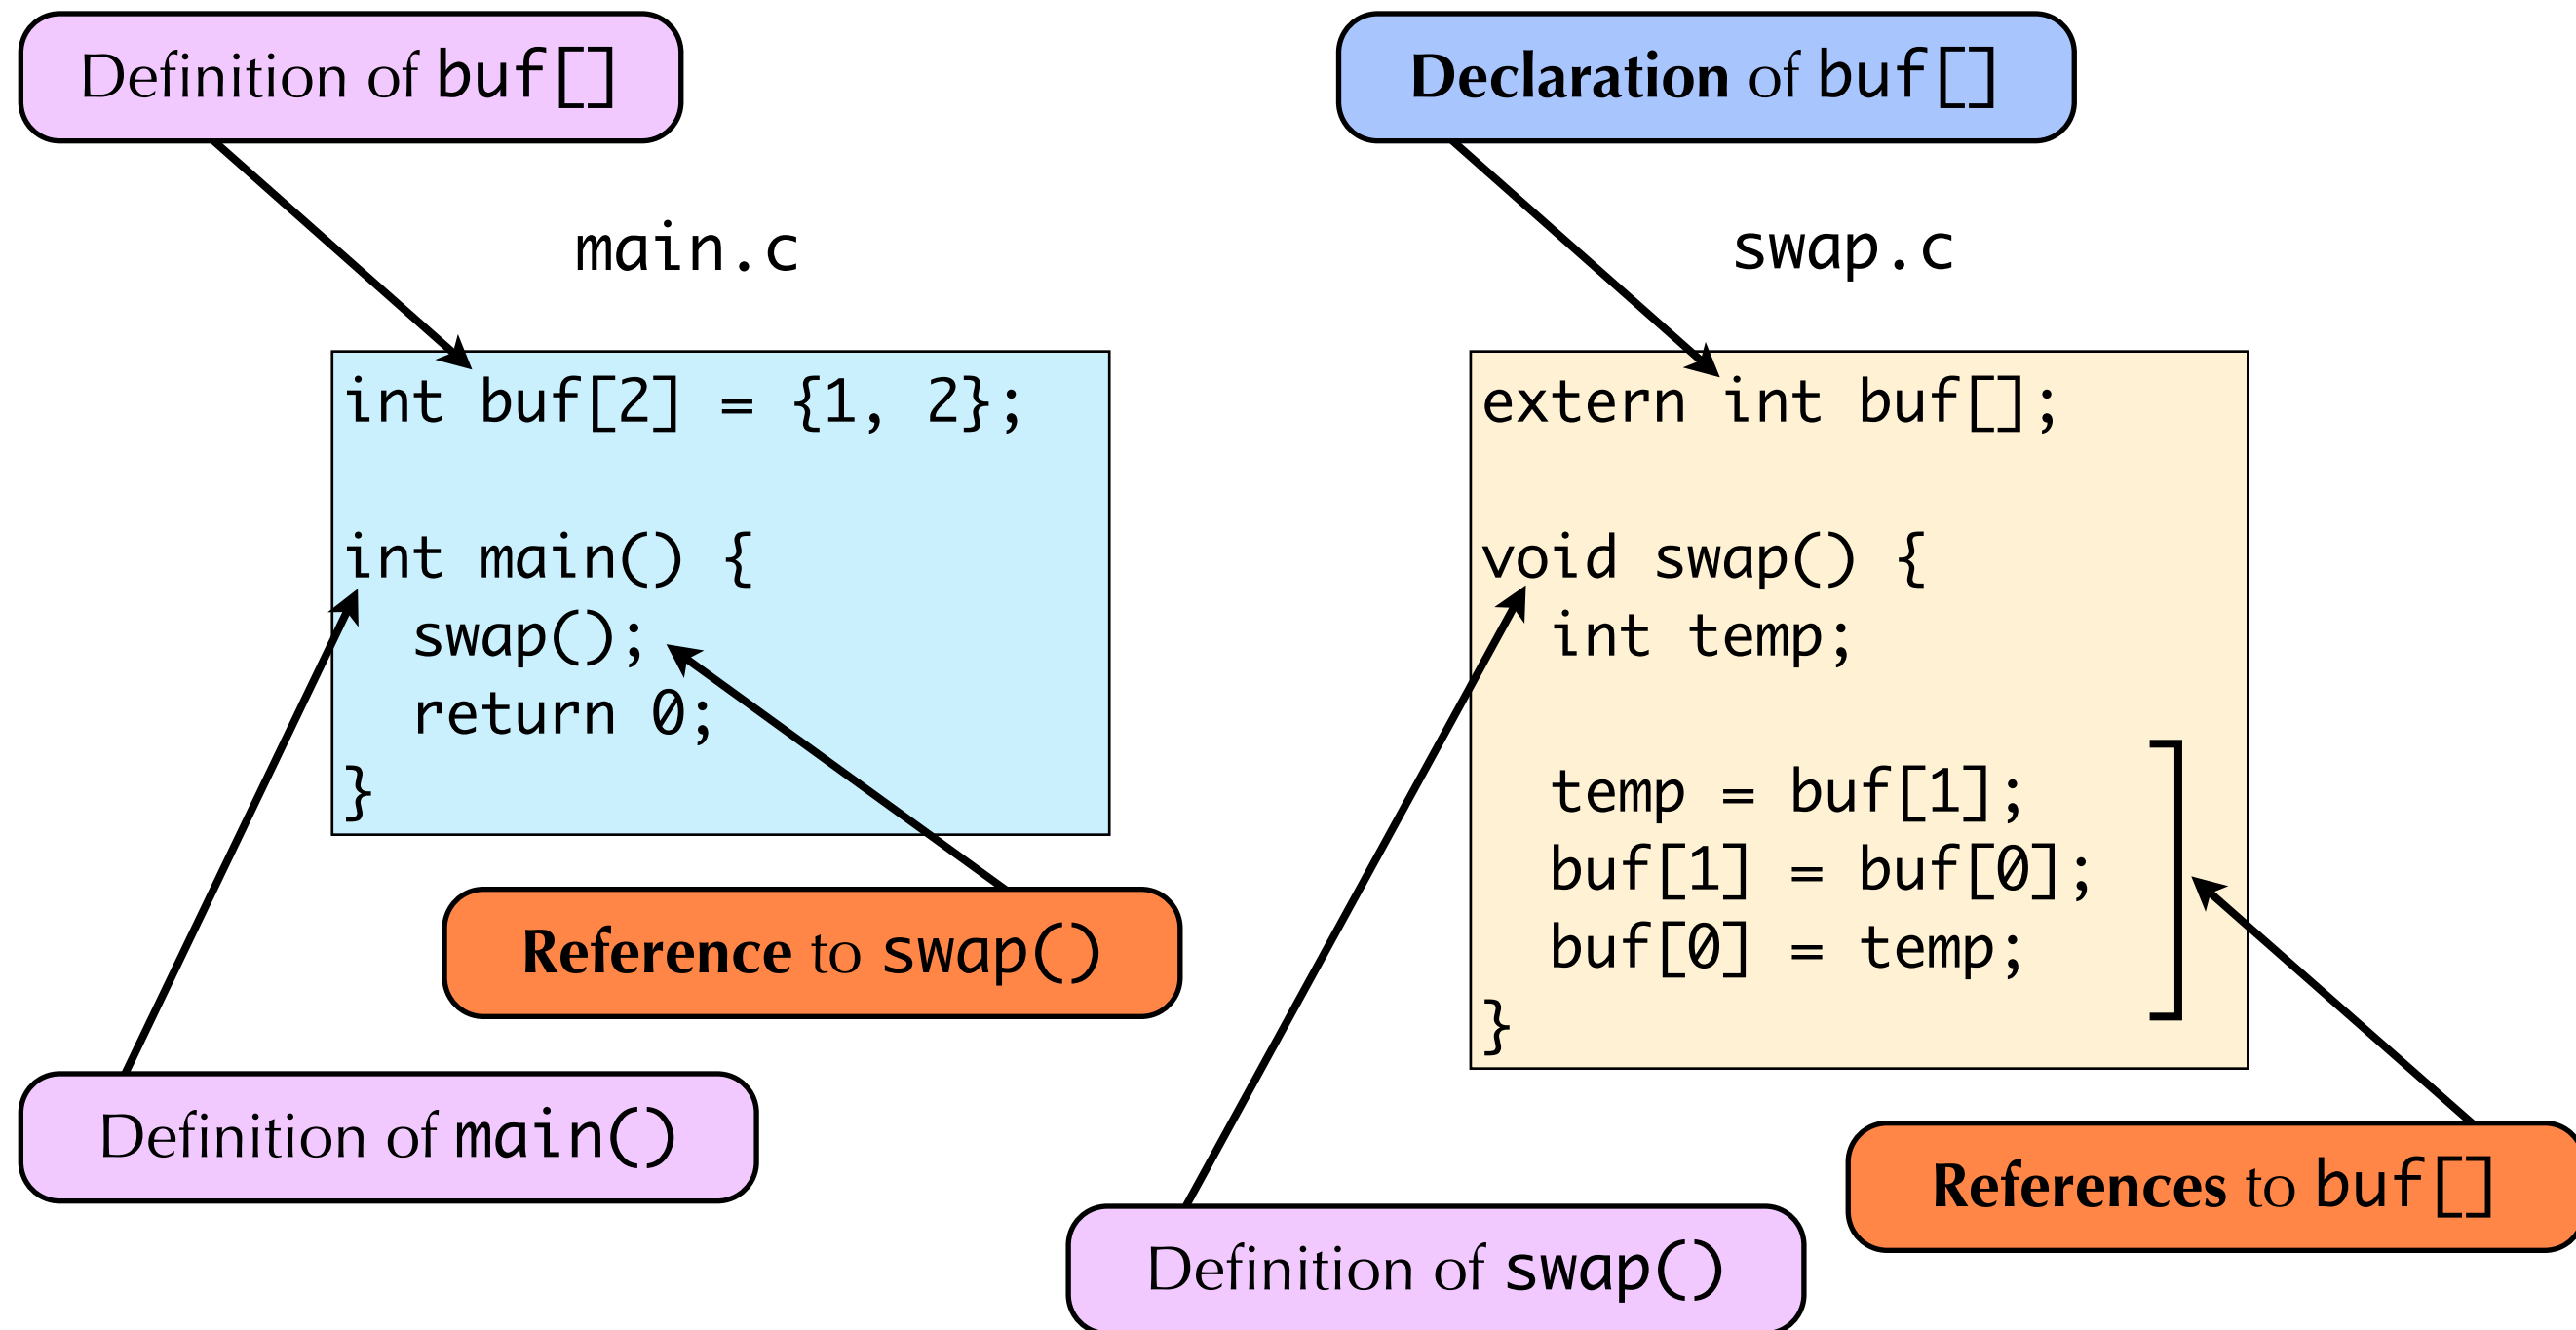 Definition of buf[]
Declaration of buf[]
main.c
int buf[2] = {1, 2};
int main() {
  swap();
  return 0;
}
swap.c
extern int buf[];
void swap() {
  int temp;
  temp = buf[1];
  buf[1] = buf[0];
  buf[0] = temp;
}
Reference to swap()
Definition of main()
References to buf[]
Definition of swap()